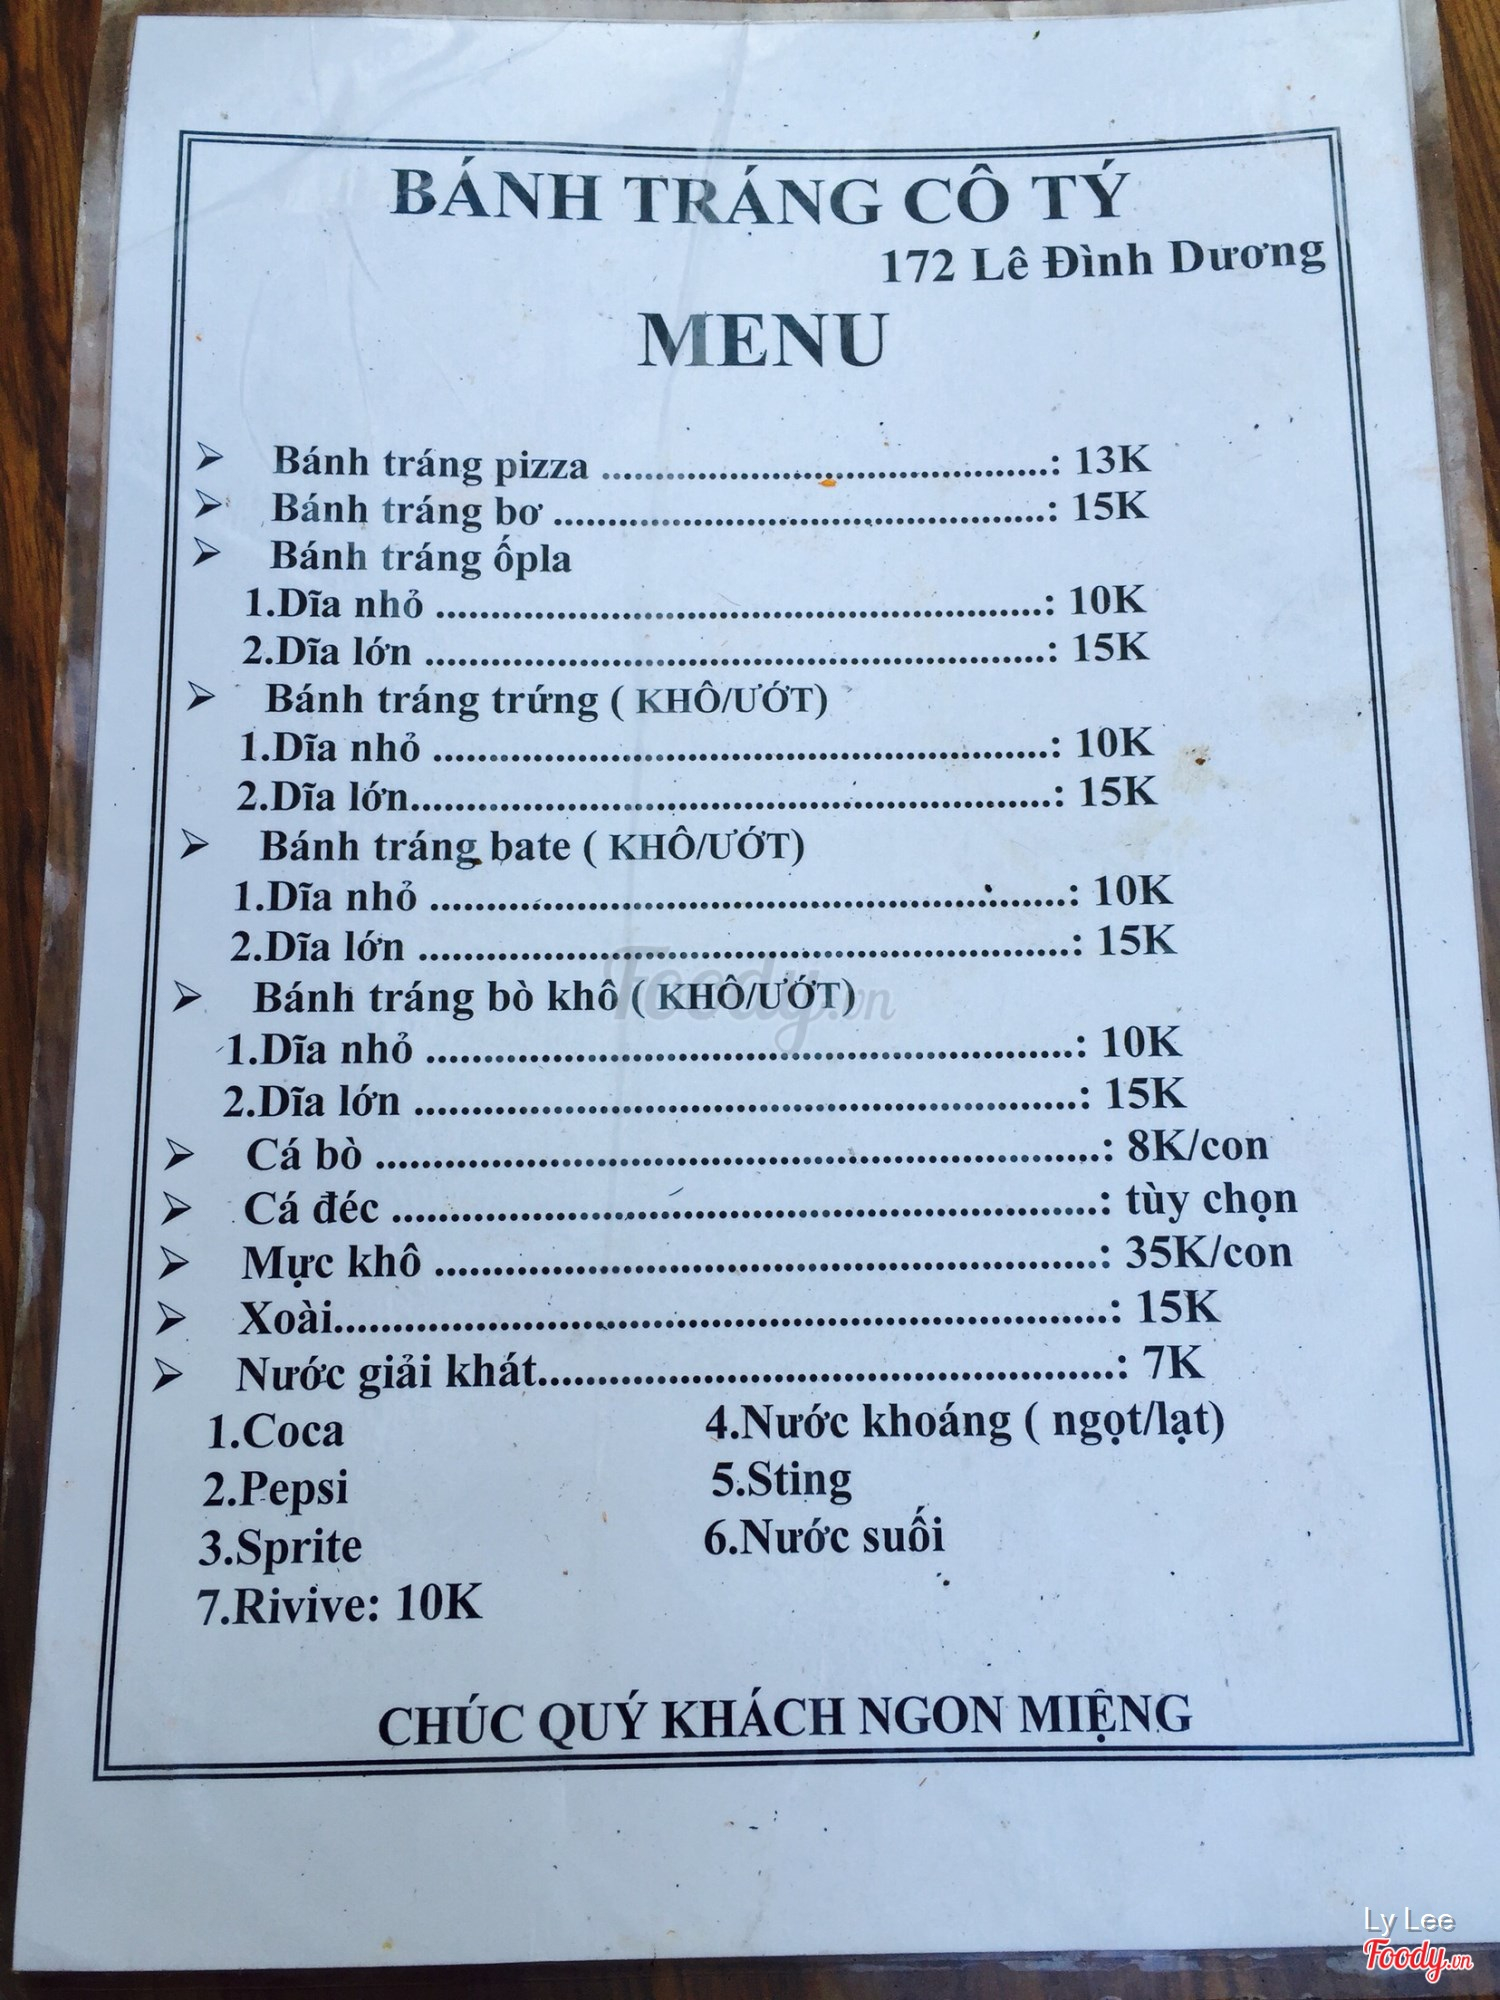 BÁNH TRÁNG CÔ TÝ
172 Lê Đình Dương
MENU
➢ Bánh tráng pizza ........................................: 13K
➢ Bánh tráng bơ ............................................: 15K
➢ Bánh tráng ốpla
1.Dĩa nhỏ ......................................................: 10K
2.Dĩa lớn .......................................................: 15K
➢ Bánh tráng trứng ( KHÔ/ƯỚT)
1.Dĩa nhỏ ......................................................: 10K
2.Dĩa lớn........................................................: 15K
➢ Bánh tráng bate ( KHÔ/ƯỚT)
1.Dĩa nhỏ ......................................................: 10K
2.Dĩa lớn .......................................................: 15K
➢ Bánh tráng bò khô ( KHÔ/ƯỚT)
1.Dĩa nhỏ ......................................................: 10K
2.Dĩa lớn .......................................................: 15K
➢ Cá bò ............................................................: 8K/con
➢ Cá đéc ..........................................................: tùy chọn
➢ Mực khô .......................................................: 35K/con
➢ Xoài................................................................: 15K
➢ Nước giải khát...............................................: 7K
1.Coca 4.Nước khoáng ( ngọt/lạt)
2.Pepsi 5.Sting
3.Sprite 6.Nước suối
7.Rivive: 10K
CHÚC QUÝ KHÁCH NGON MIỆNG
Foody.vn
Ly Lee
Foody.vn